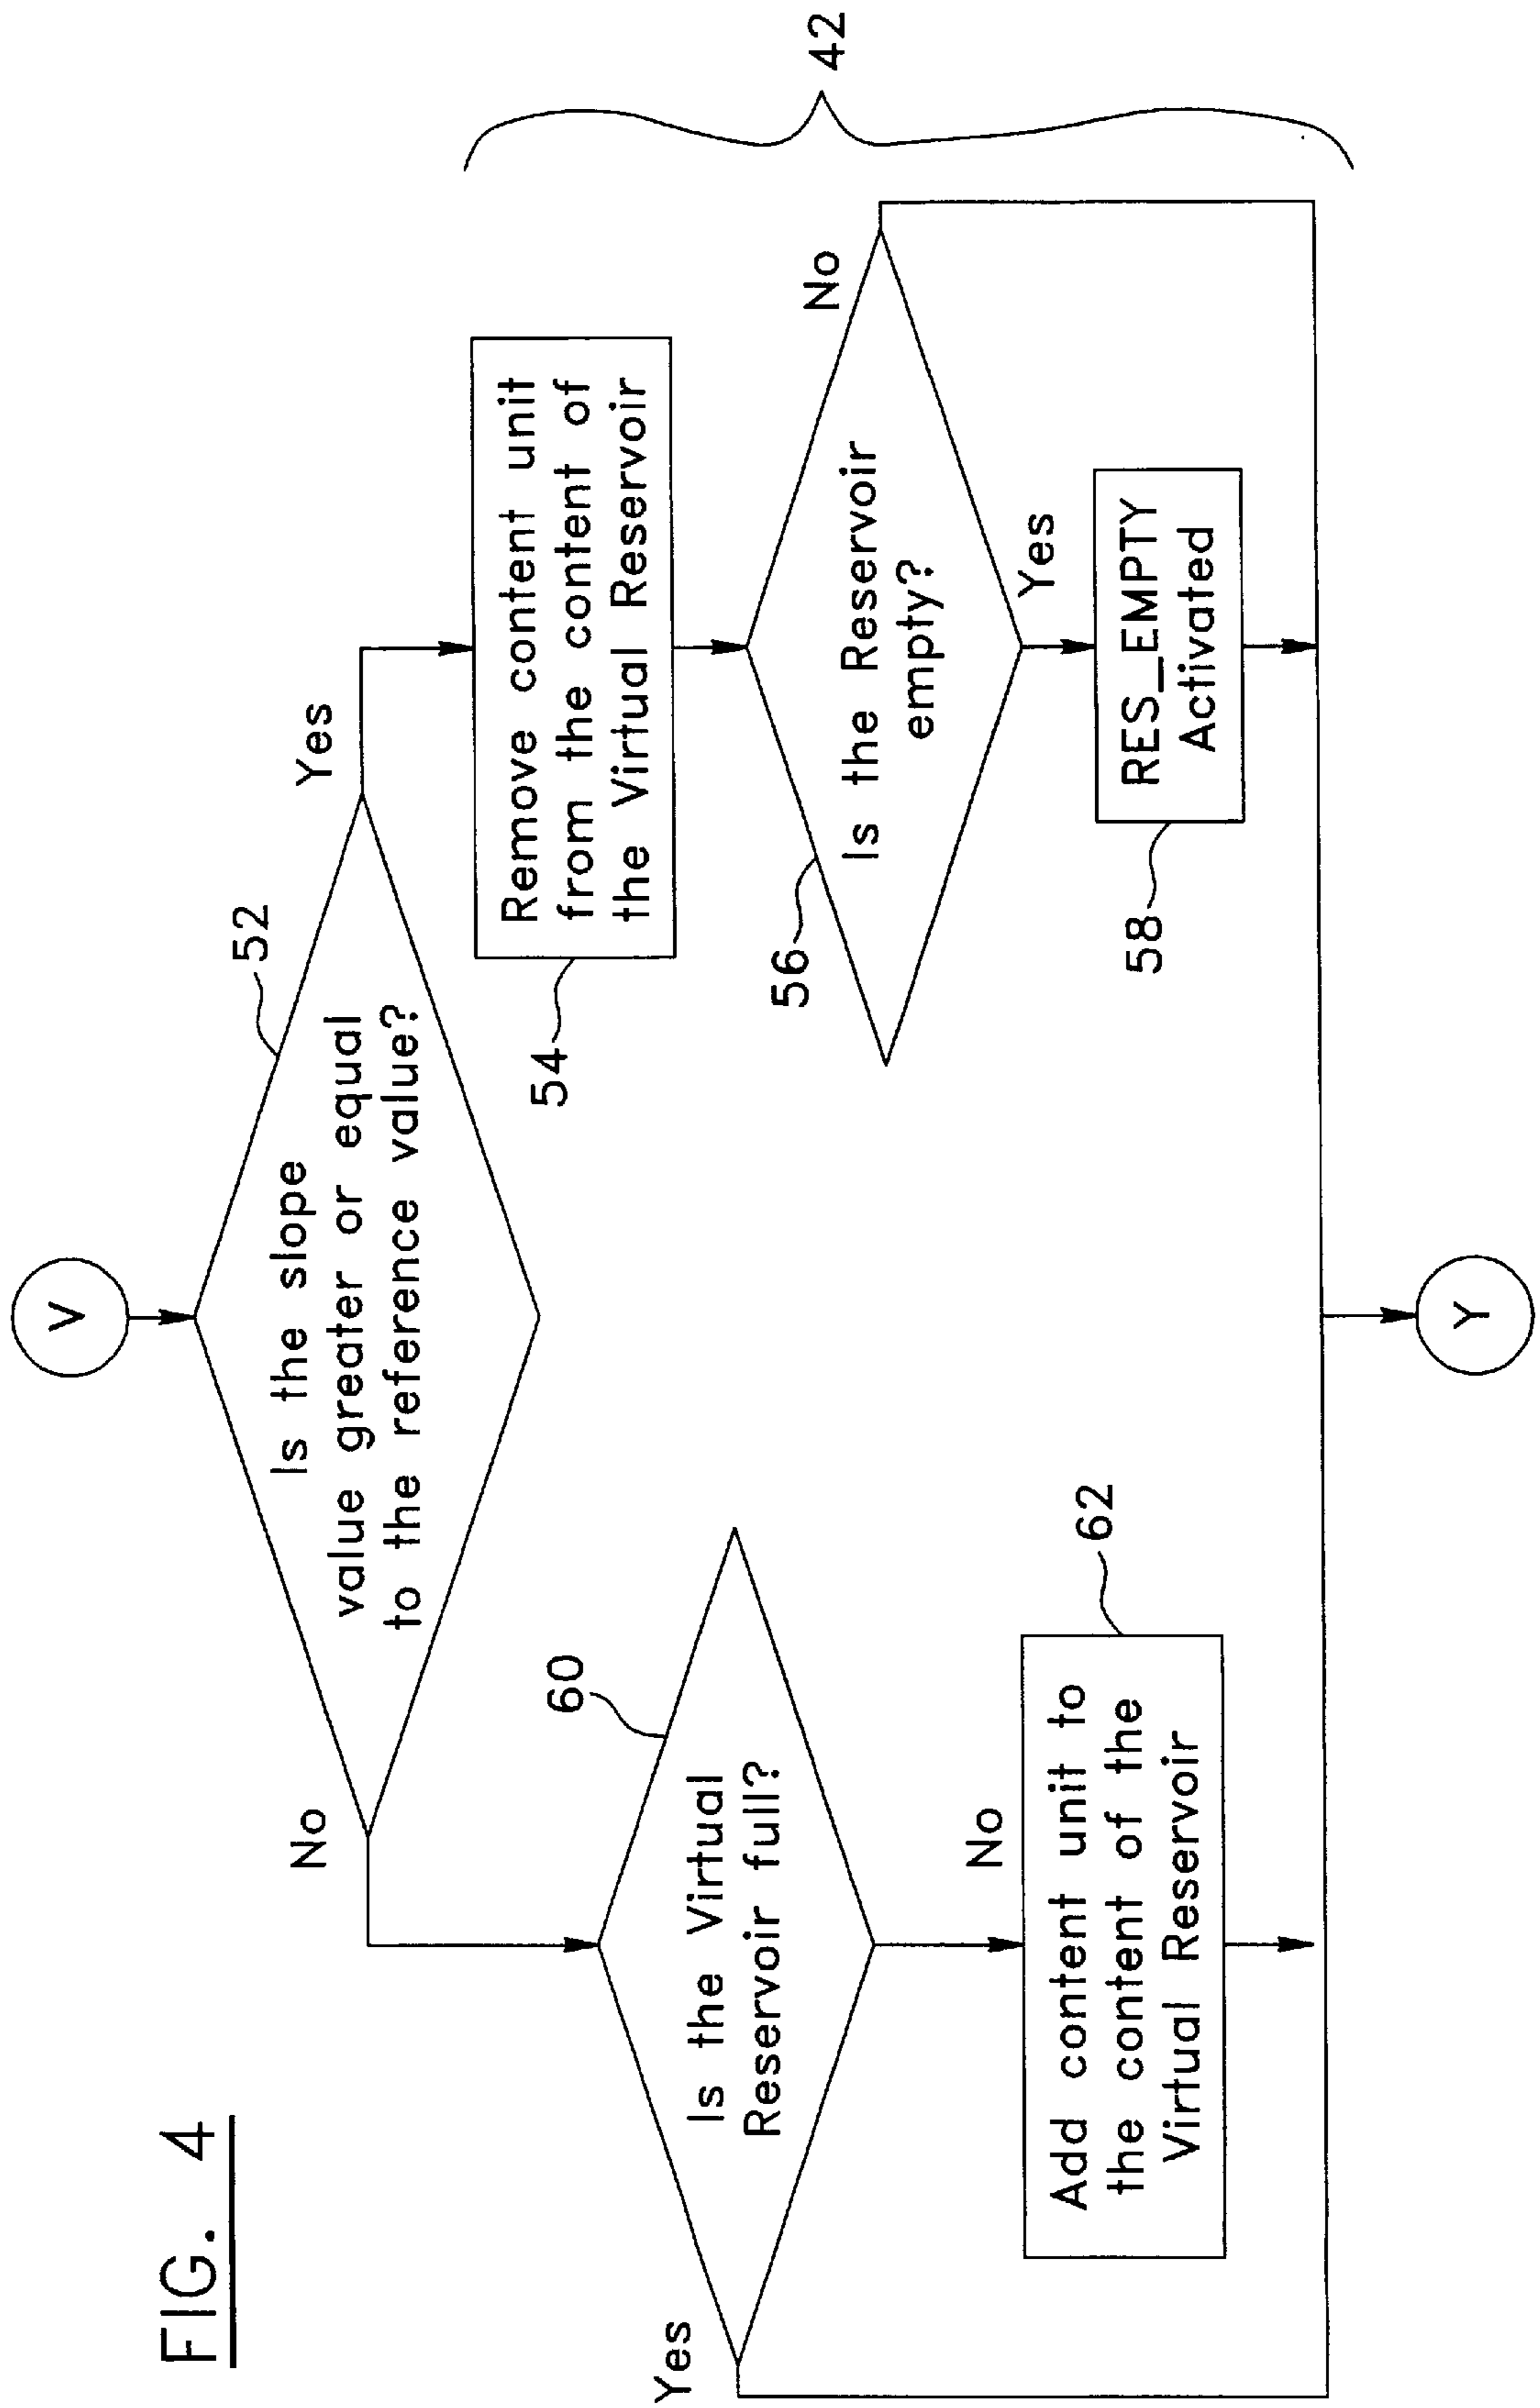 FIG. 4
V
52
Is the slope
value greater or equal
to the reference value?
No
Yes
60
Is the Virtual
Reservoir full?
Yes
No
62
Add content unit to
the content of the
Virtual Reservoir
54
Remove content unit
from the content of
the Virtual Reservoir
56
Is the Reservoir
empty?
No
Yes
58
RES_EMPTY
Activated
42
Y